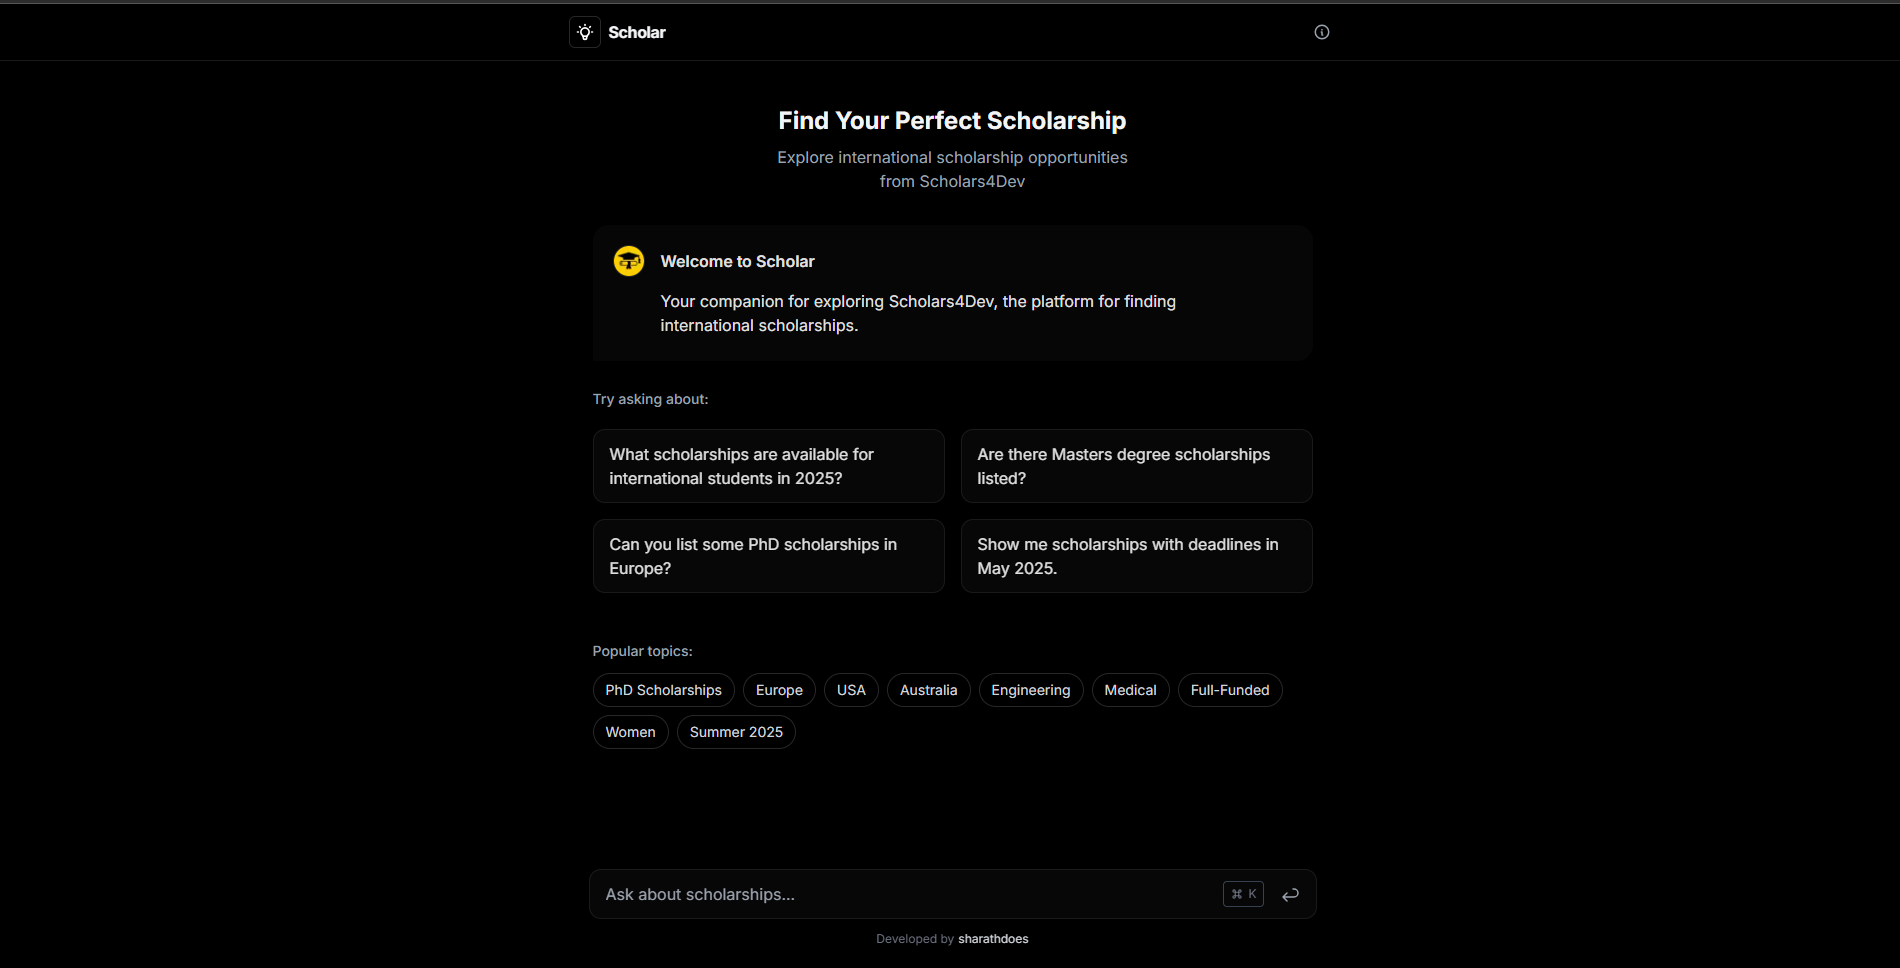 Scholar
Find Your Perfect Scholarship
Explore international scholarship opportunities
from Scholars4Dev
Welcome to Scholar
Your companion for exploring Scholars4Dev, the platform for finding
international scholarships.
Try asking about:
What scholarships are available for
international students in 2025?
Are there Masters degree scholarships
listed?
Can you list some PhD scholarships in
Europe?
Show me scholarships with deadlines in
May 2025.
Popular topics:
PhD Scholarships Europe USA Australia Engineering Medical Full-Funded
Women Summer 2025
Ask about scholarships... ⌘ K
Developed by sharathdoes